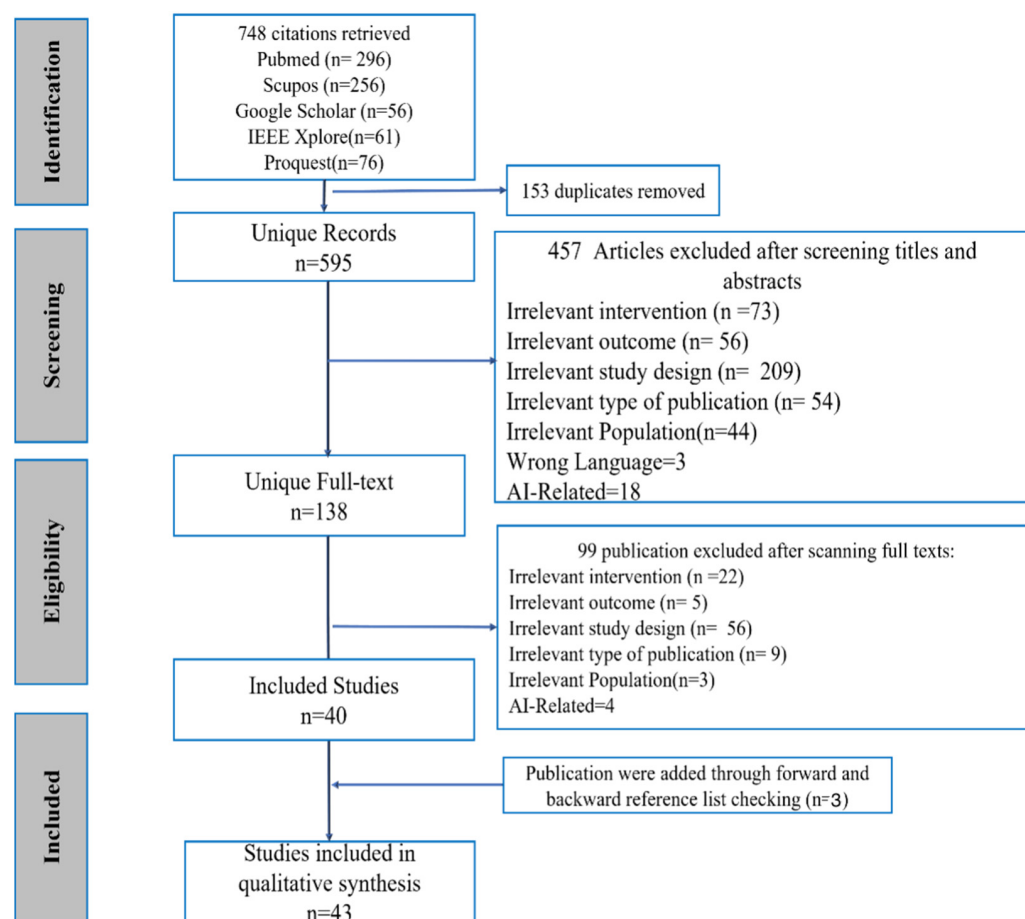 Identification
748 citations retrieved
Pubmed (n= 296)
Scupos (n=256)
Google Scholar (n=56)
IEEE Xplore(n=61)
Proquest(n=76)
153 duplicates removed
Screening
Unique Records
n=595
457 Articles excluded after screening titles and
abstracts
Irrelevant intervention (n =73)
Irrelevant outcome (n= 56)
Irrelevant study design (n= 209)
Irrelevant type of publication (n= 54)
Irrelevant Population(n=44)
Wrong Language=3
AI-Related=18
Eligibility
Unique Full-text
n=138
99 publication excluded after scanning full texts:
Irrelevant intervention (n =22)
Irrelevant outcome (n= 5)
Irrelevant study design (n= 56)
Irrelevant type of publication (n= 9)
Irrelevant Population(n=3)
AI-Related=4
Included Studies
n=40
Included
Publication were added through forward and
backward reference list checking (n=3)
Studies included in
qualitative synthesis
n=43